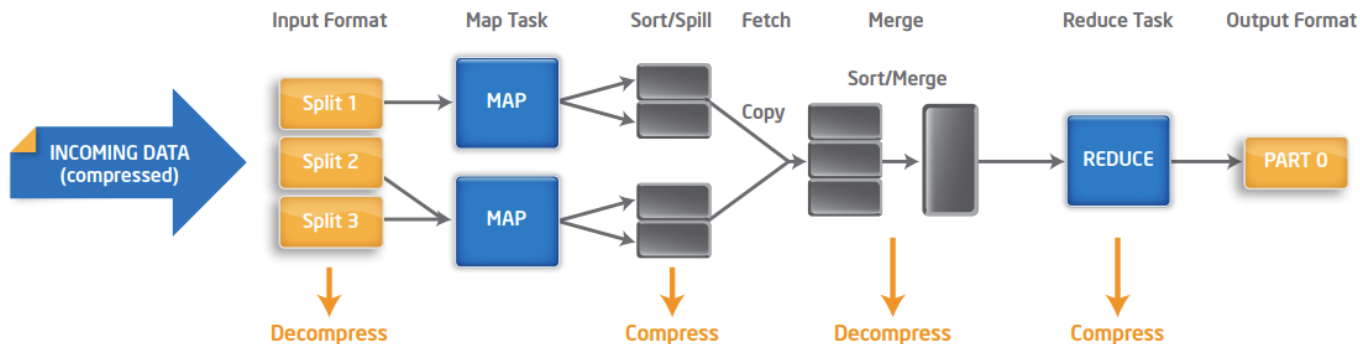 Input Format
Map Task
Sort/Spill
Fetch
Merge
Reduce Task
Output Format
INCOMING DATA
(compressed)
Split 1
Split 2
Split 3
MAP
MAP
Copy
Sort/Merge
REDUCE
PART 0
Decompress
Compress
Decompress
Compress